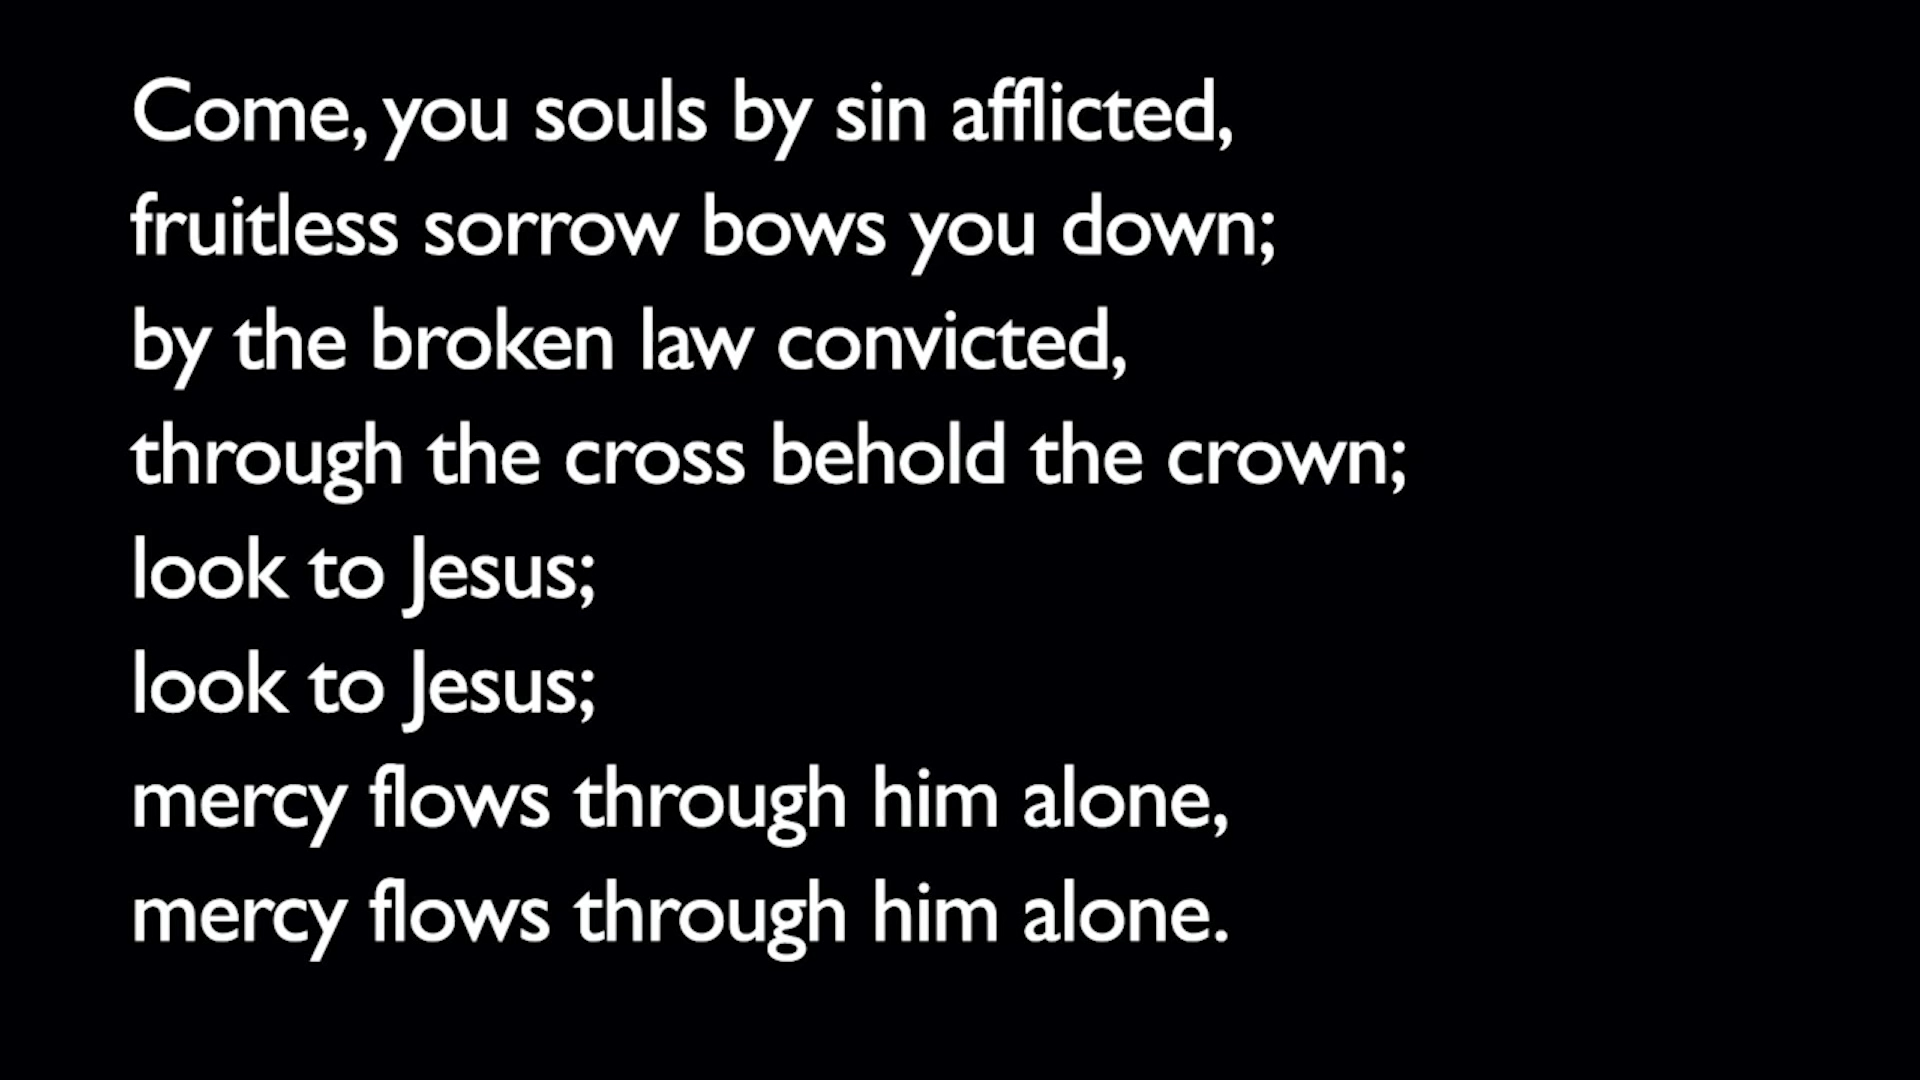 Come, you souls by sin afflicted,
fruitless sorrow bows you down;
by the broken law convicted,
through the cross behold the crown;
look to Jesus;
look to Jesus;
mercy flows through him alone,
mercy flows through him alone.